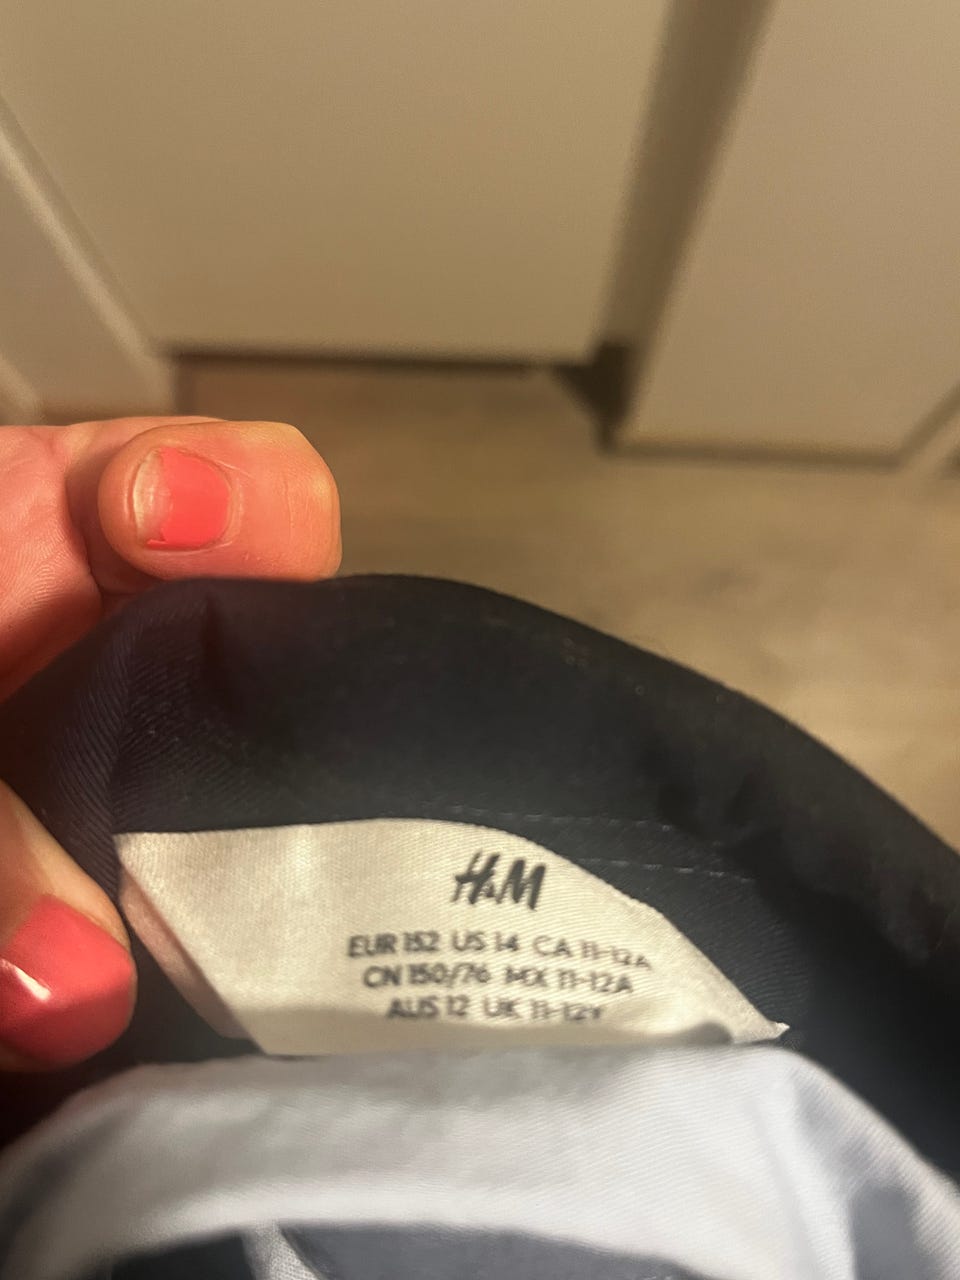 H&M
EUR 152 US 14 CA 11-12A
CN 150/76 MX 11-12A
AUS 12 UK 11-12Y